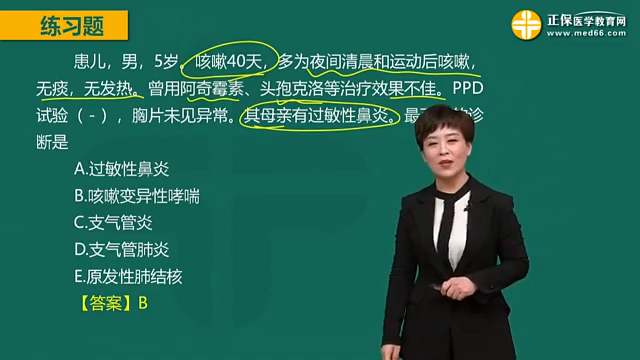 练习题
正保医学教育网
www.med66.com
患儿，男，5岁。咳嗽40天，多为夜间清晨和运动后咳嗽，
无痰，无发热。曾用阿奇霉素、头孢克洛等治疗效果不佳。PPD
试验（-），胸片未见异常。其母亲有过敏性鼻炎。最 的诊
断是
A.过敏性鼻炎
B.咳嗽变异性哮喘
C.支气管炎
D.支气管肺炎
E.原发性肺结核
【答案】B